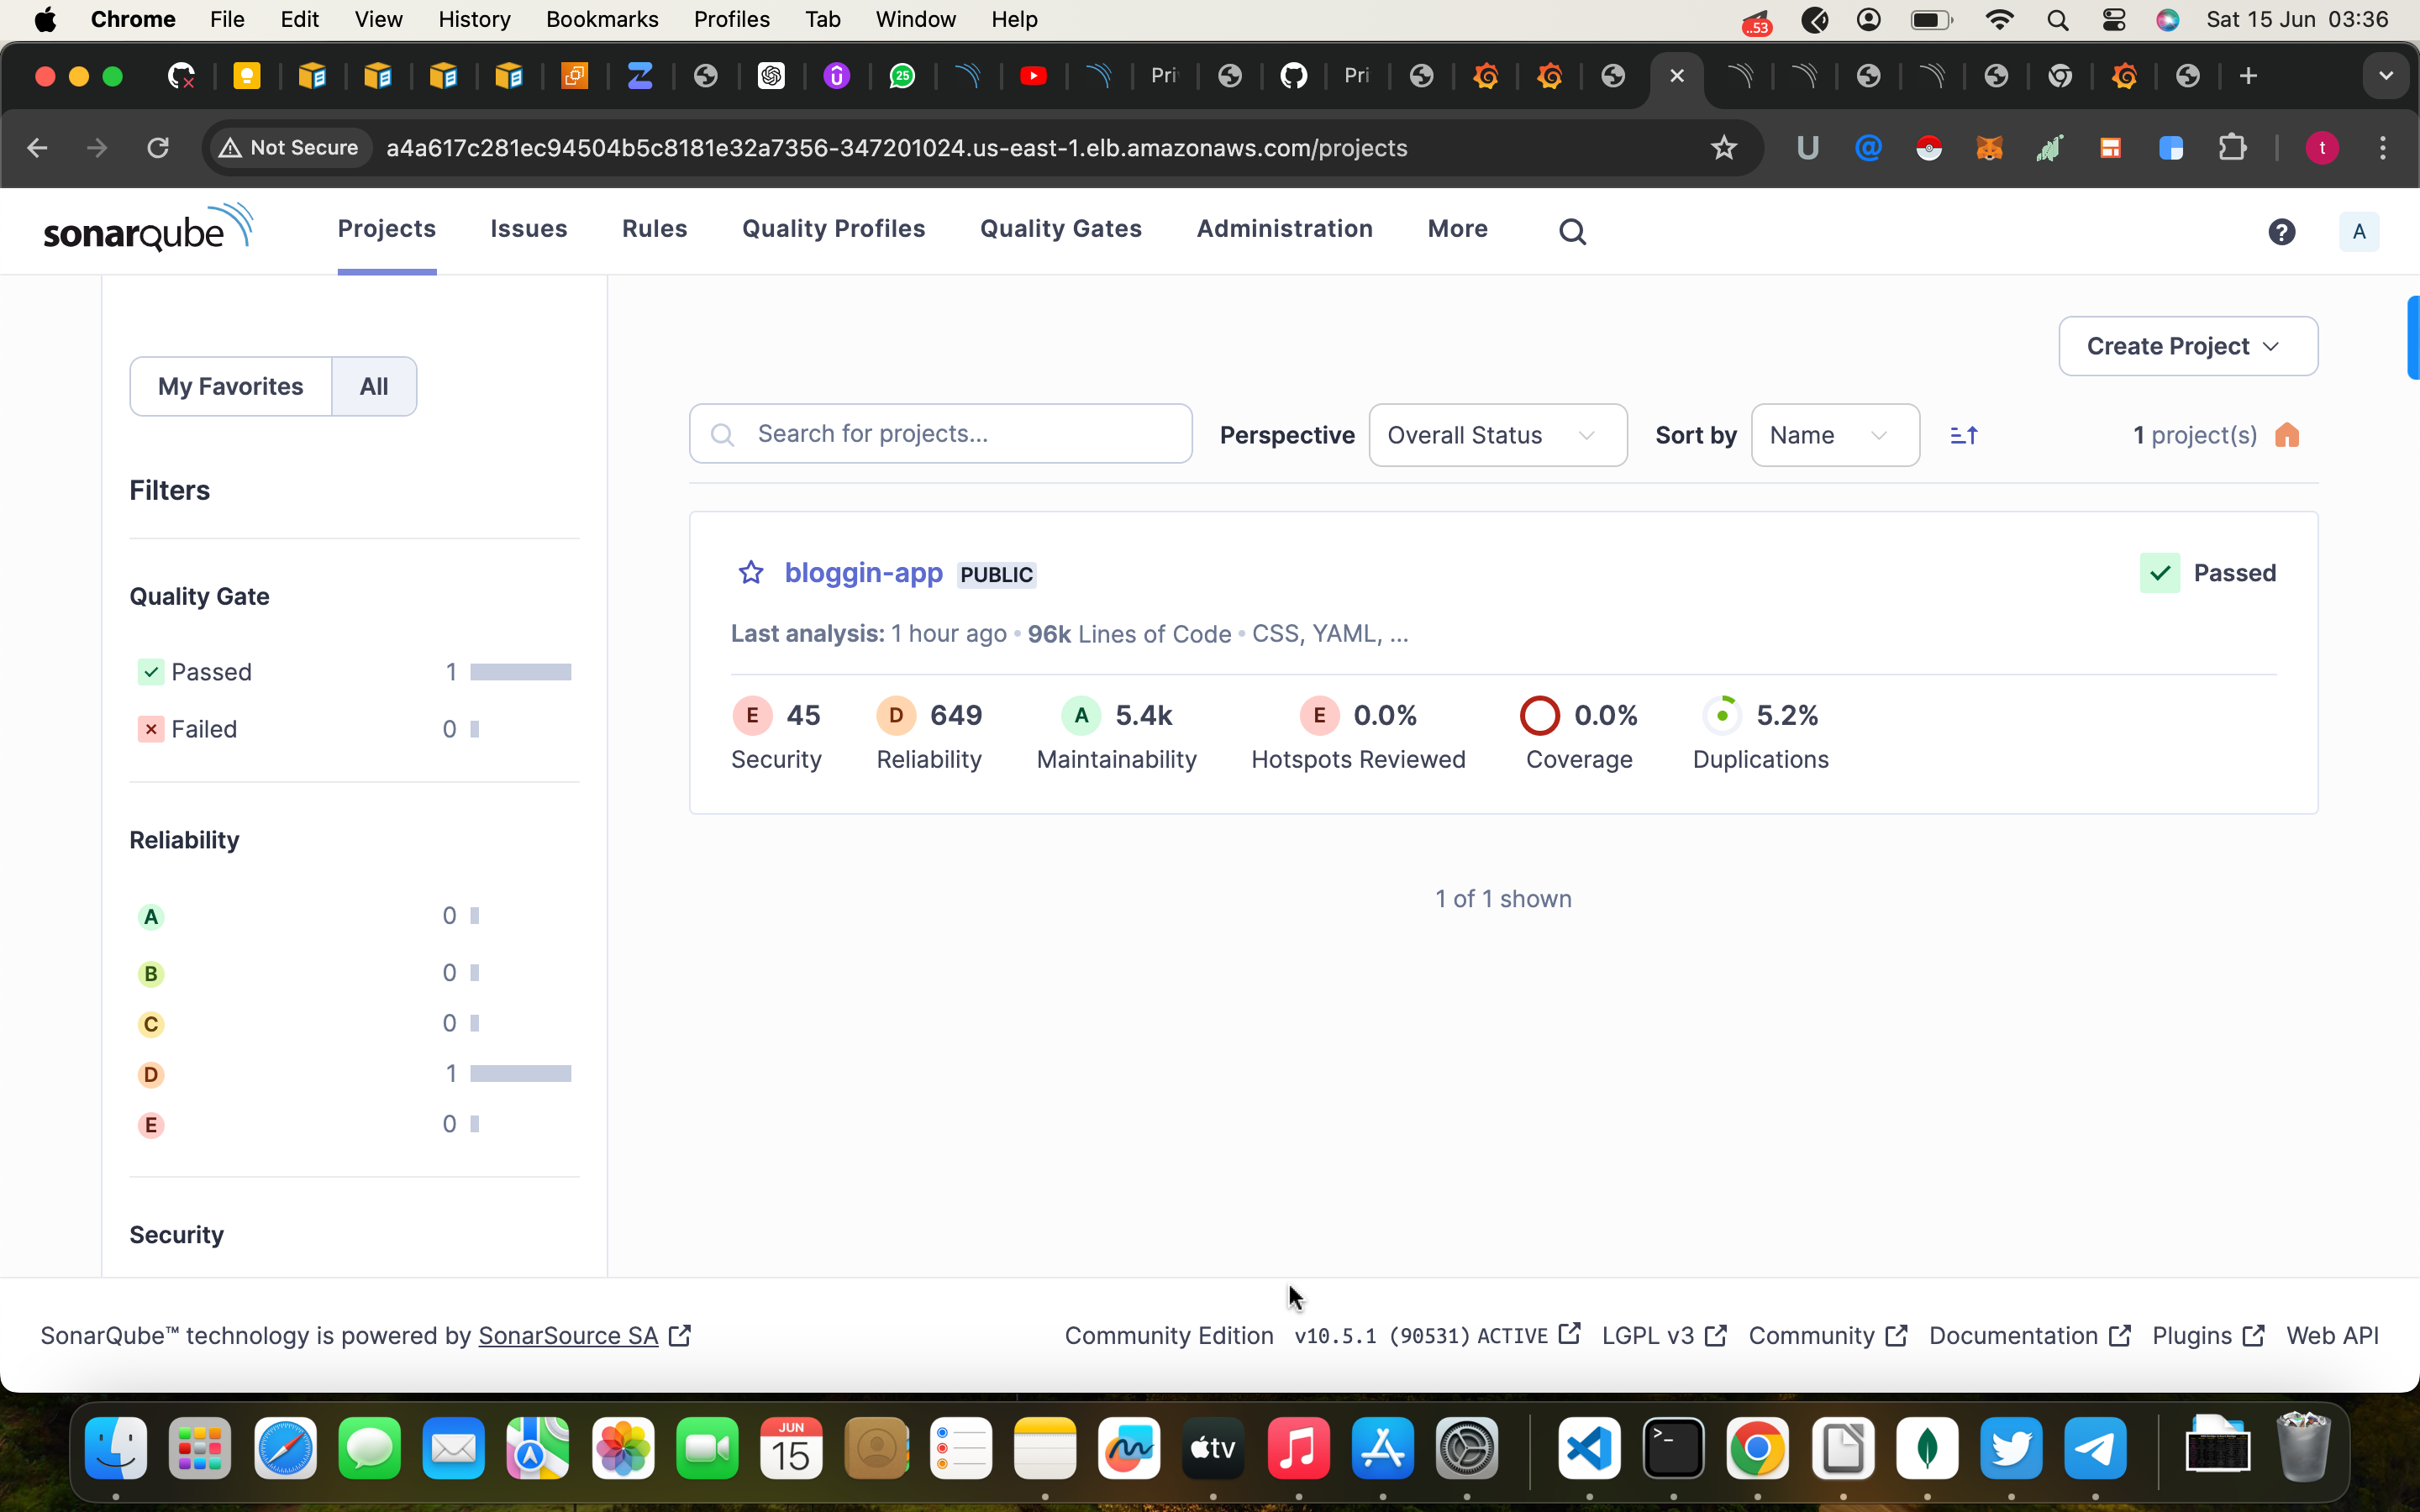 Chrome File Edit View History Bookmarks Profiles Tab Window Help ..53 Sat 15 Jun 03:36
25 Pri Pri
Not Secure a4a617c281ec94504b5c8181e32a7356-347201024.us-east-1.elb.amazonaws.com/projects U @ t
sonarqube Projects Issues Rules Quality Profiles Quality Gates Administration More ? A
Create Project
My Favorites All
Search for projects... Perspective Overall Status Sort by Name 1 project(s)
Filters
bloggin-app PUBLIC Passed
Quality Gate
Last analysis: 1 hour ago • 96k Lines of Code • CSS, YAML, ...
Passed 1
Failed 0
E 45 D 649 A 5.4k E 0.0% 0.0% 5.2%
Security Reliability Maintainability Hotspots Reviewed Coverage Duplications
Reliability
A 0
B 0
C 0
D 1
E 0
1 of 1 shown
Security
SonarQube™ technology is powered by SonarSource SA Community Edition v10.5.1 (90531) ACTIVE LGPL v3 Community Documentation Plugins Web API
JUN
15
tv
>_